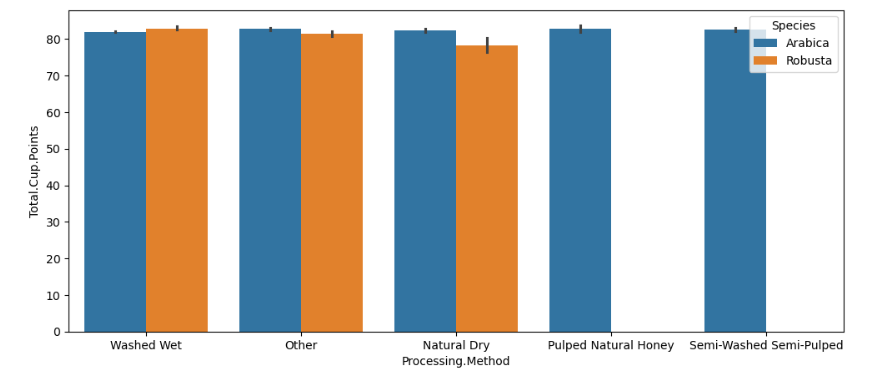 Species
Arabica
Robusta
Total.Cup.Points
80
70
60
50
40
30
20
10
0
Washed Wet
Other
Natural Dry
Pulped Natural Honey
Semi-Washed Semi-Pulped
Processing.Method